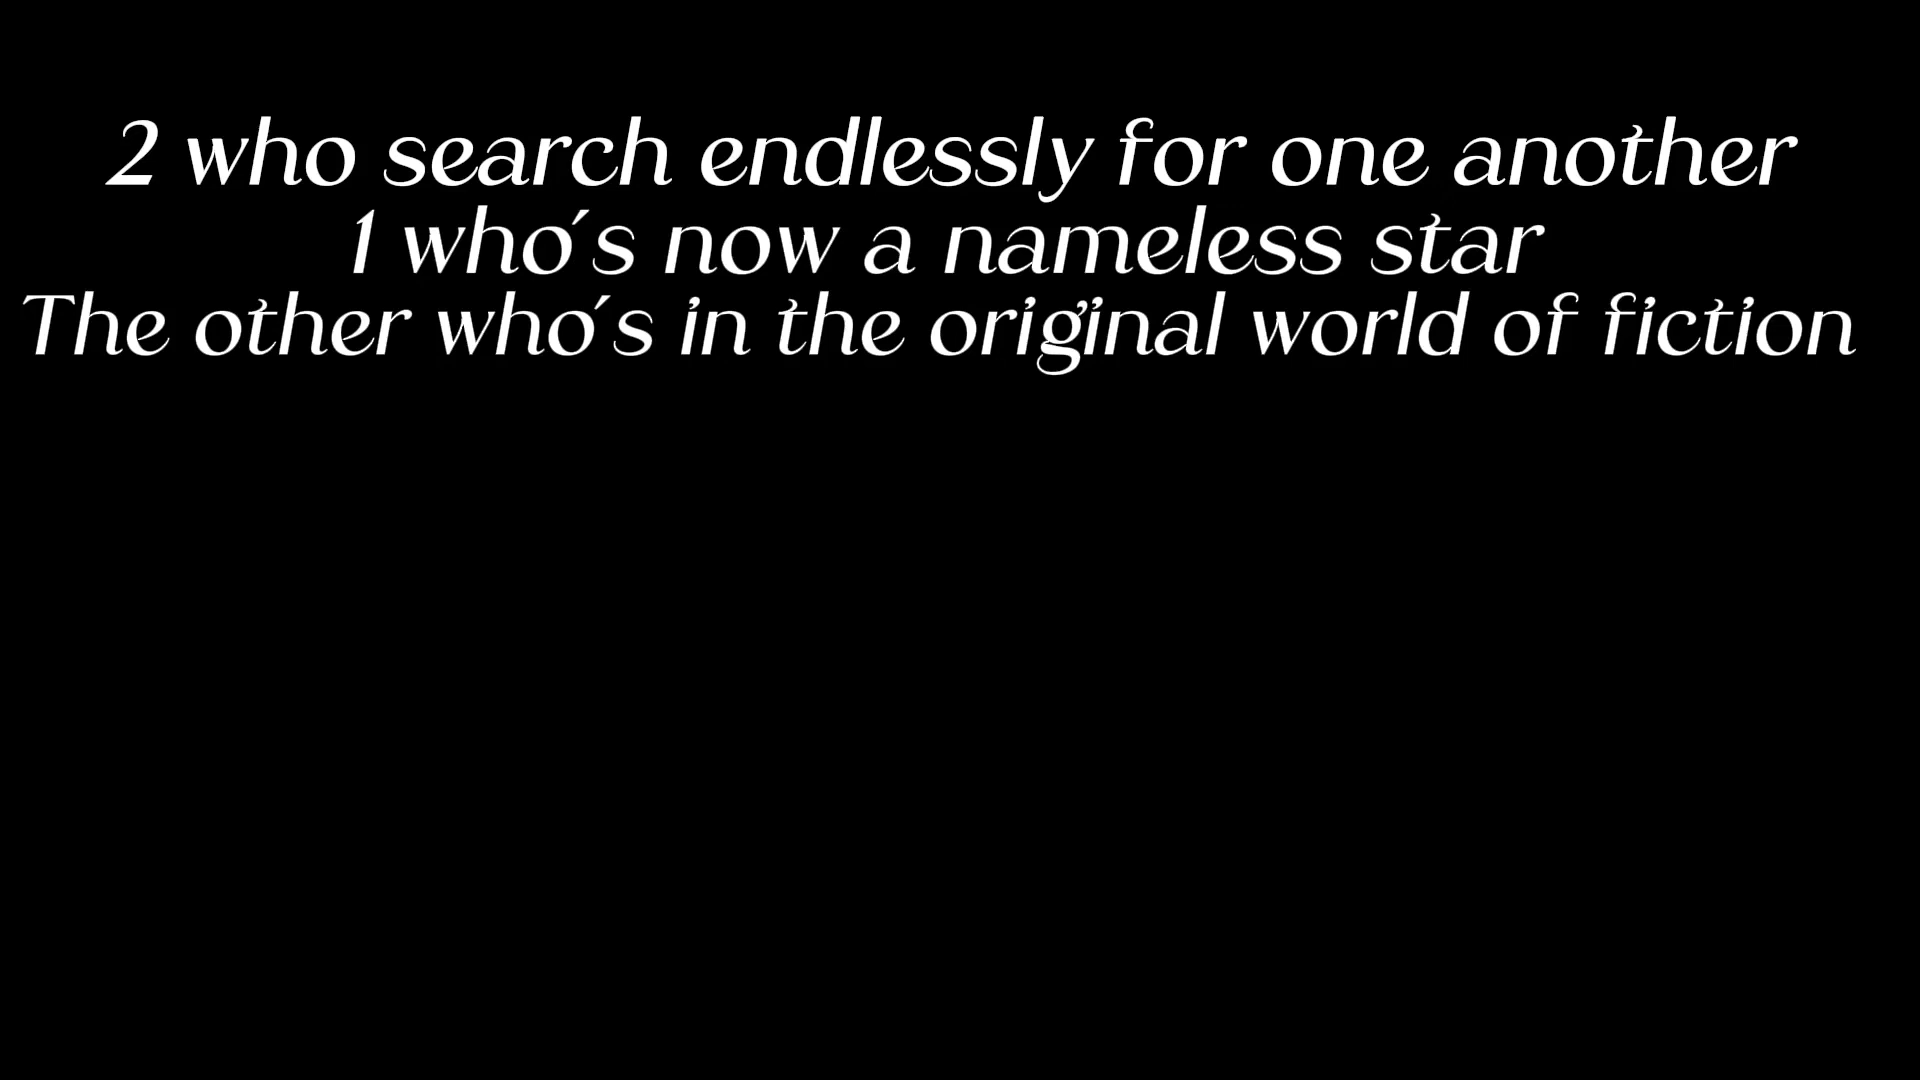 2 who search endlessly for one another
1 who's now a nameless star
The other who's in the original world of fiction